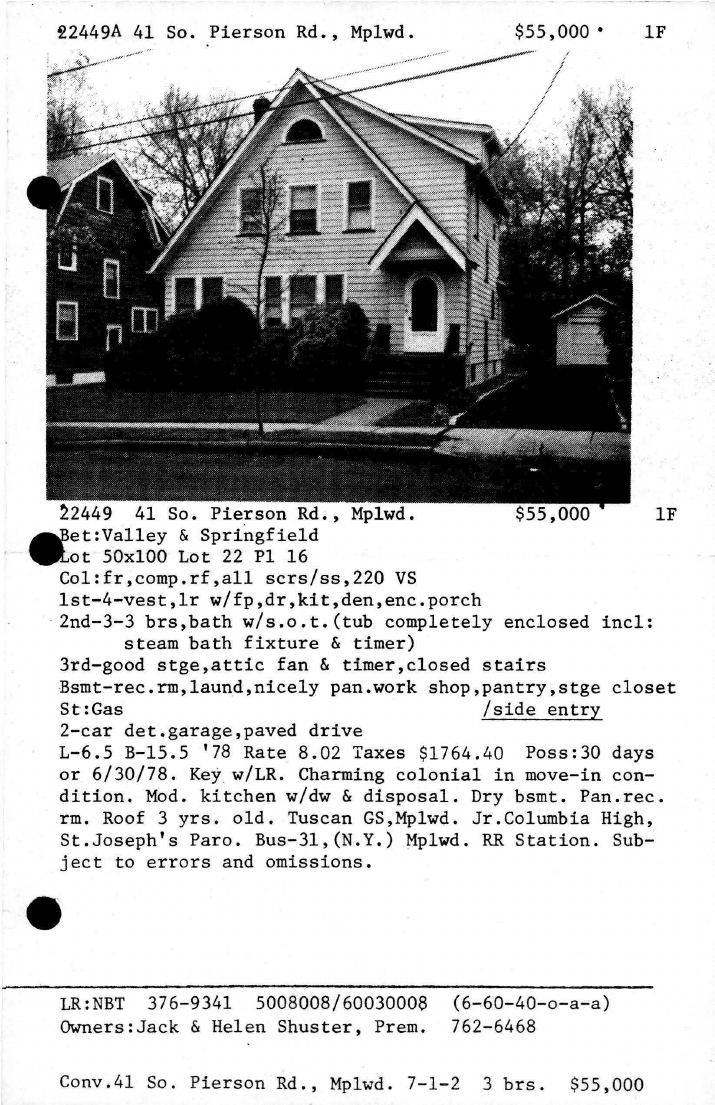 22449A 41 So. Pierson Rd., Mplwd. $55,000 1F
22449 41 So. Pierson Rd., Mplwd. $55,000 1F
Bet:Valley & Springfield
Lot 50x100 Lot 22 Pl 16
Col:fr,comp.rf,all scrs/ss,220 VS
1st-4-vest,lr w/fp,dr,kit,den,enc.porch
2nd-3-3 brs,bath w/s.o.t.(tub completely enclosed incl:
steam bath fixture & timer)
3rd-good stge,attic fan & timer,closed stairs
Bsmt-rec.rm,laund,nicely pan.work shop,pantry,stge closet
St:Gas /side entry
2-car det.garage,paved drive
L-6.5 B-15.5 '78 Rate 8.02 Taxes $1764.40 Poss:30 days
or 6/30/78. Key w/LR. Charming colonial in move-in con-
dition. Mod. kitchen w/dw & disposal. Dry bsmt. Pan.rec.
rm. Roof 3 yrs. old. Tuscan GS,Mplwd. Jr.Columbia High,
St.Joseph's Paro. Bus-31,(N.Y.) Mplwd. RR Station. Sub-
ject to errors and omissions.
LR:NBT 376-9341 5008008/60030008 (6-60-40-o-a-a)
Owners:Jack & Helen Shuster, Prem. 762-6468
Conv.41 So. Pierson Rd., Mplwd. 7-1-2 3 brs. $55,000